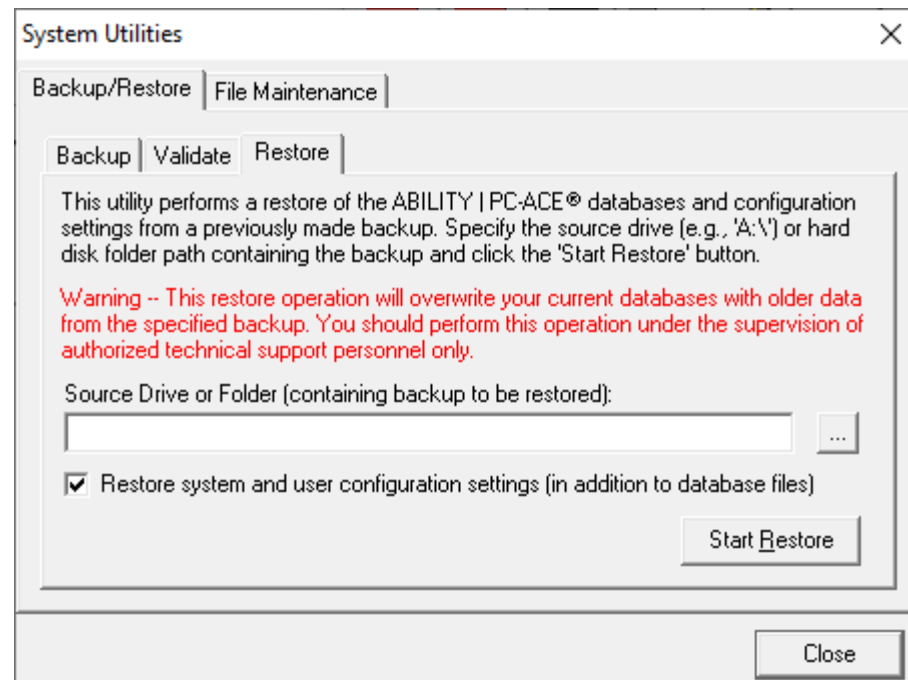 System Utilities
Backup/Restore File Maintenance
Backup Validate Restore
This utility performs a restore of the ABILITY | PC-ACE® databases and configuration
settings from a previously made backup. Specify the source drive (e.g., 'A:\') or hard
disk folder path containing the backup and click the 'Start Restore' button.
Warning -- This restore operation will overwrite your current databases with older data
from the specified backup. You should perform this operation under the supervision of
authorized technical support personnel only.
Source Drive or Folder (containing backup to be restored):
...
Restore system and user configuration settings (in addition to database files)
Start Restore
Close